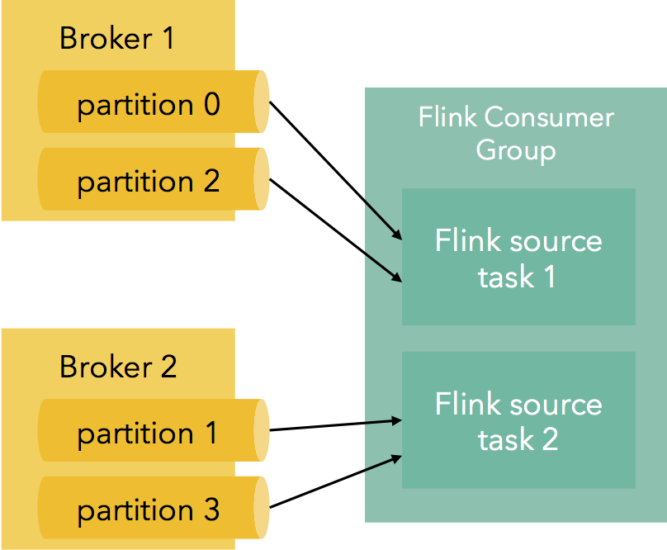 Broker 1
partition 0
partition 2
Broker 2
partition 1
partition 3
Flink Consumer
Group
Flink source
task 1
Flink source
task 2